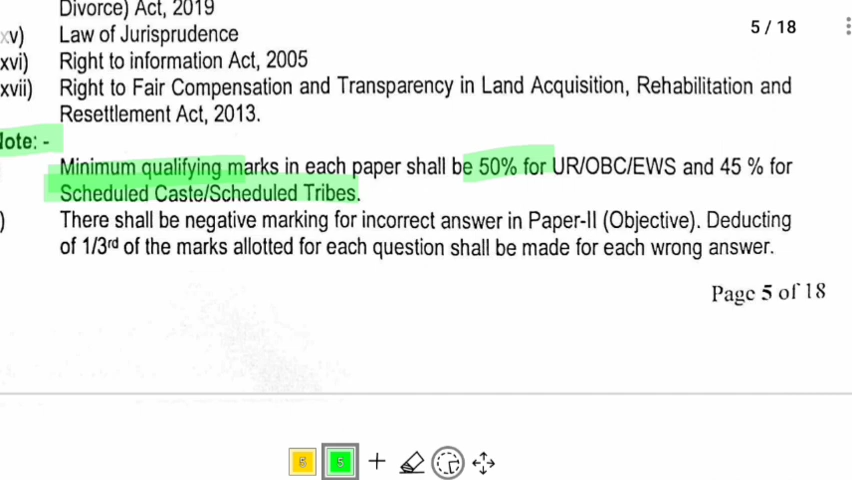 Divorce) Act, 2019
5 / 18
xv) Law of Jurisprudence
xvi) Right to information Act, 2005
xvii) Right to Fair Compensation and Transparency in Land Acquisition, Rehabilitation and
Resettlement Act, 2013.
Note: -
Minimum qualifying marks in each paper shall be 50% for UR/OBC/EWS and 45 % for
Scheduled Caste/Scheduled Tribes.
) There shall be negative marking for incorrect answer in Paper-II (Objective). Deducting
of 1/3rd of the marks allotted for each question shall be made for each wrong answer.
Page 5 of 18
5